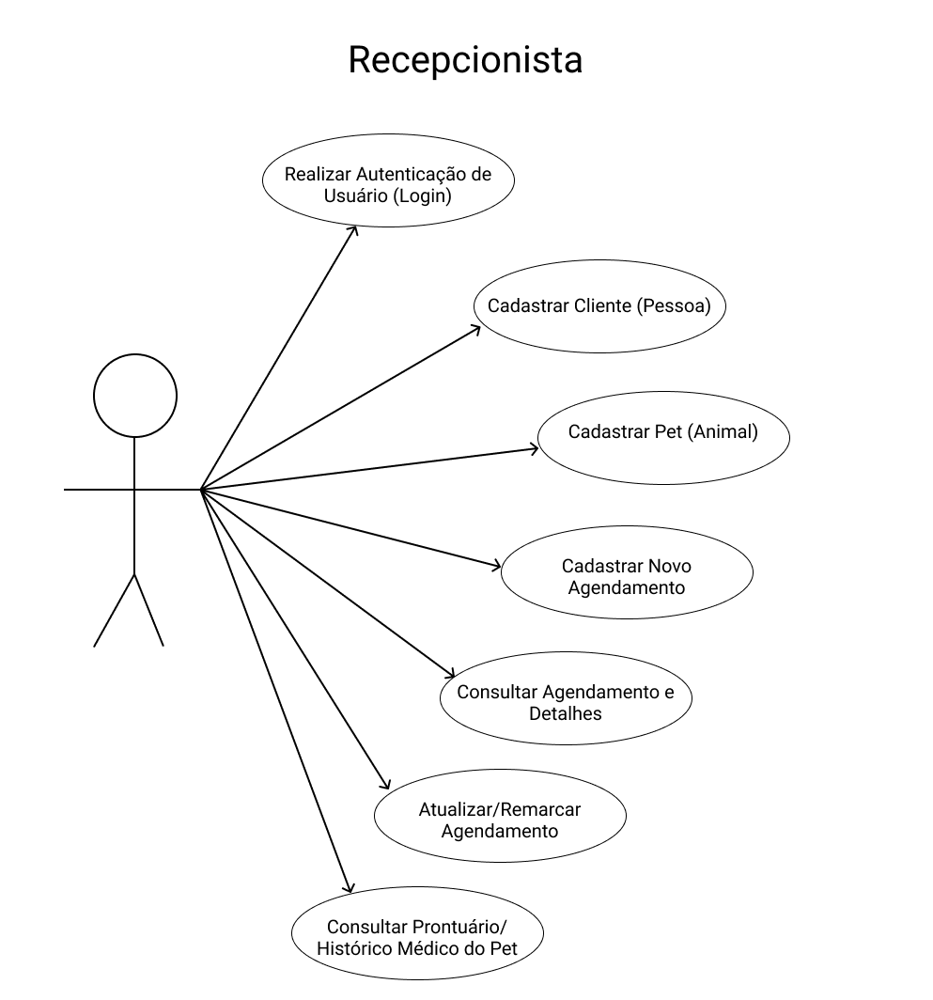 Recepcionista
Realizar Autenticação de
Usuário (Login)
Cadastrar Cliente (Pessoa)
Cadastrar Pet (Animal)
Cadastrar Novo
Agendamento
Consultar Agendamento e
Detalhes
Atualizar/Remarcar
Agendamento
Consultar Prontuário/
Histórico Médico do Pet